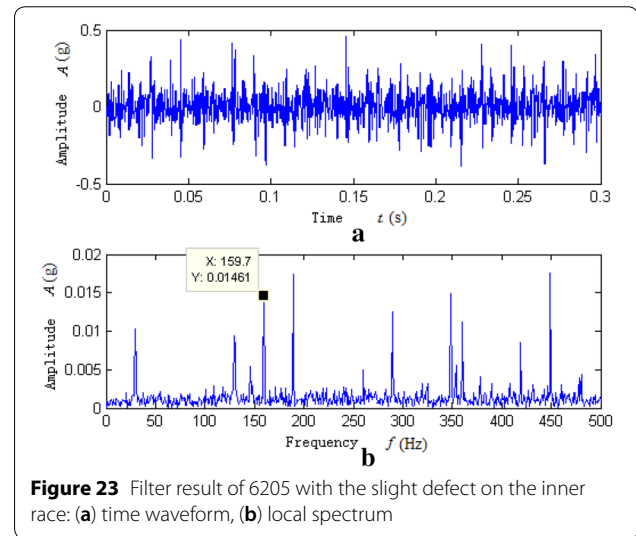 0.5
0
-0.5
Amplitude A (g)
0 0.05 0.1 0.15 0.2 0.25 0.3
Time t (s)
a
X: 159.7
Y: 0.01461
0.02
0.015
0.01
0.005
0
Amplitude A (g)
0 50 100 150 200 250 300 350 400 450 500
Frequency f (Hz)
b
Figure 23 Filter result of 6205 with the slight defect on the inner
race: (a) time waveform, (b) local spectrum